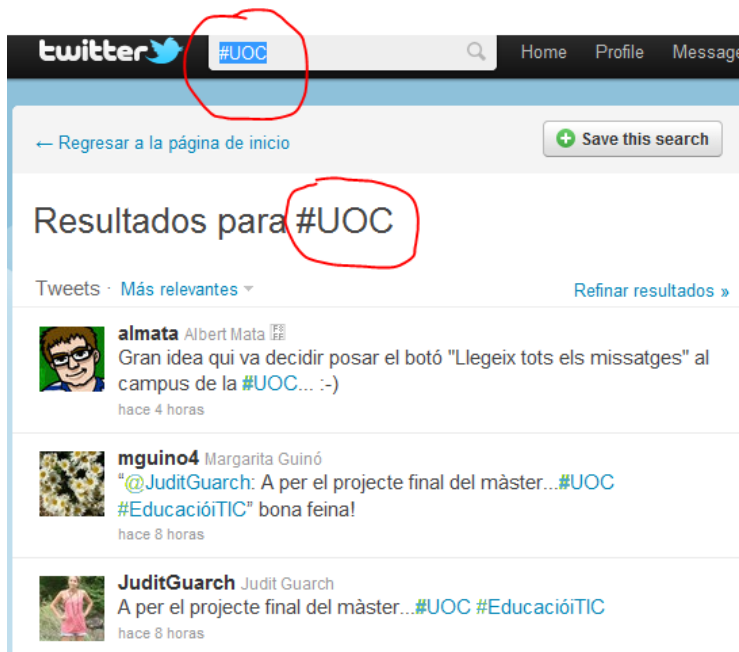 twitter #UOC Home Profile Message
← Regresar a la página de inicio Save this search
Resultados para #UOC
Tweets · Más relevantes Refinar resultados »
almata Albert Mata
Gran idea qui va decidir posar el botó "Llegeix tots els missatges" al
campus de la #UOC... :-)
hace 4 horas
mguino4 Margarita Guinó
“@JuditGuarch: A per el projecte final del màster...#UOC
#EducacióiTIC” bona feina!
hace 8 horas
JuditGuarch Judit Guarch
A per el projecte final del màster...#UOC #EducacióiTIC
hace 8 horas